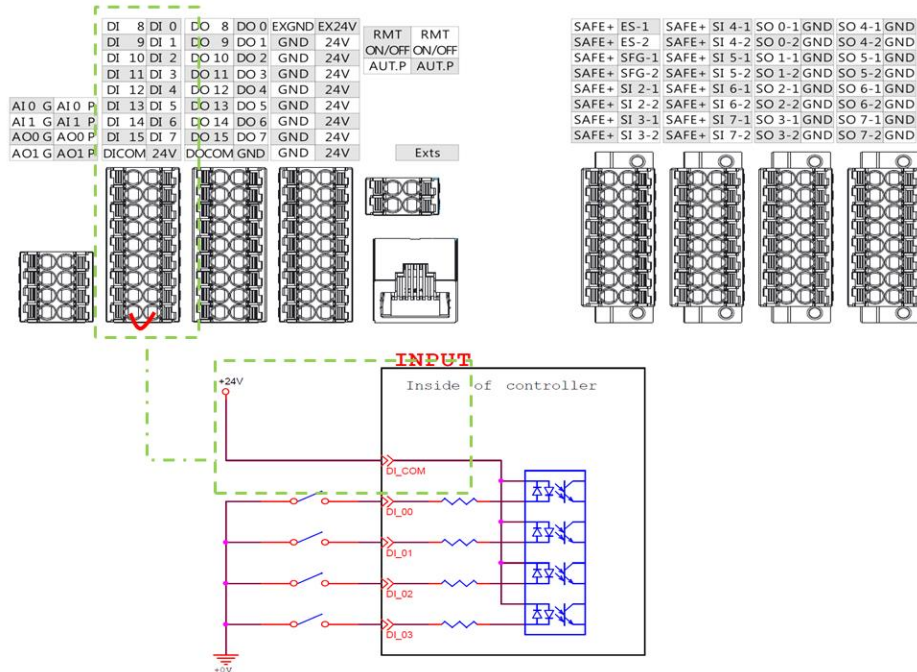 DI 8 DI 0 DO 8 DO 0 EXGND EX24V
DI 9 DI 1 DO 9 DO 1 GND 24V
DI 10 DI 2 DO 10 DO 2 GND 24V
DI 11 DI 3 DO 11 DO 3 GND 24V
DI 12 DI 4 DO 12 DO 4 GND 24V
AI0 G AI0 P DI 13 DI 5 DO 13 DO 5 GND 24V
AI1 G AI1 P DI 14 DI 6 DO 14 DO 6 GND 24V
AO0 G AO0 P DI 15 DI 7 DO 15 DO 7 GND 24V
AO1 G AO1 P DICOM 24V DOCOM GND GND 24V
RMT RMT
ON/OFF ON/OFF
AUT.P AUT.P
Exts
SAFE+ ES-1 SAFE+ SI 4-1 SO 0-1 GND SO 4-1 GND
SAFE+ ES-2 SAFE+ SI 4-2 SO 0-2 GND SO 4-2 GND
SAFE+ SFG-1 SAFE+ SI 5-1 SO 1-1 GND SO 5-1 GND
SAFE+ SFG-2 SAFE+ SI 5-2 SO 1-2 GND SO 5-2 GND
SAFE+ SI 2-1 SAFE+ SI 6-1 SO 2-1 GND SO 6-1 GND
SAFE+ SI 2-2 SAFE+ SI 6-2 SO 2-2 GND SO 6-2 GND
SAFE+ SI 3-1 SAFE+ SI 7-1 SO 3-1 GND SO 7-1 GND
SAFE+ SI 3-2 SAFE+ SI 7-2 SO 3-2 GND SO 7-2 GND
INPUT
Inside of controller
+24V
DI_COM
DI_00
DI_01
DI_02
DI_03
+0V